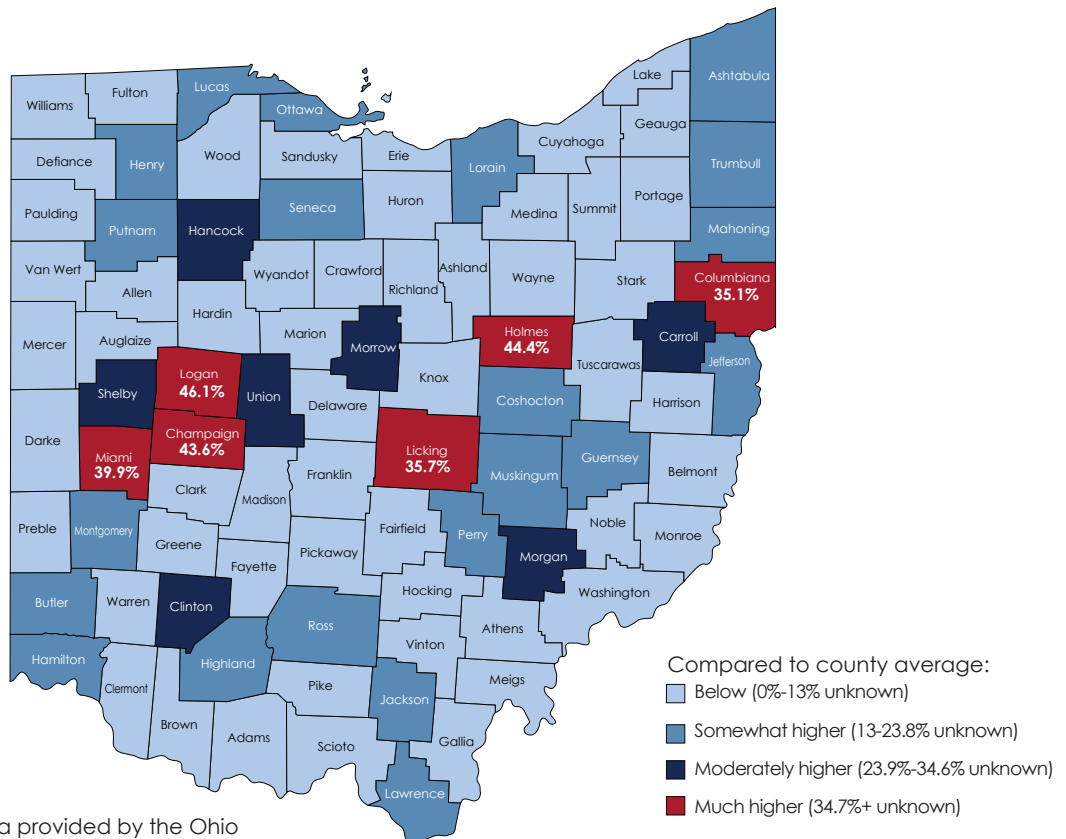 Lake
Ashtabula
Williams
Fulton
Lucas
Ottawa
Geauga
Cuyahoga
Defiance
Henry
Wood
Sandusky
Erie
Lorain
Trumbull
Paulding
Putnam
Hancock
Seneca
Huron
Medina
Summit
Portage
Mahoning
Van Wert
Allen
Wyandot
Crawford
Richland
Ashland
Wayne
Stark
Columbiana
35.1%
Mercer
Auglaize
Hardin
Marion
Morrow
Holmes
44.4%
Tuscarawas
Carroll
Jefferson
Shelby
Logan
46.1%
Union
Delaware
Knox
Coshocton
Harrison
Darke
Miami
39.9%
Champaign
43.6%
Licking
35.7%
Muskingum
Guernsey
Belmont
Clark
Madison
Franklin
Preble
Montgomery
Greene
Fayette
Pickaway
Fairfield
Perry
Morgan
Noble
Monroe
Butler
Warren
Clinton
Ross
Hocking
Athens
Washington
Hamilton
Clermont
Highland
Pike
Vinton
Jackson
Meigs
Brown
Adams
Scioto
Gallia
Lawrence
Compared to county average:
Below (0%-13% unknown)
Somewhat higher (13-23.8% unknown)
Moderately higher (23.9%-34.6% unknown)
Much higher (34.7%+ unknown)
a provided by the Ohio